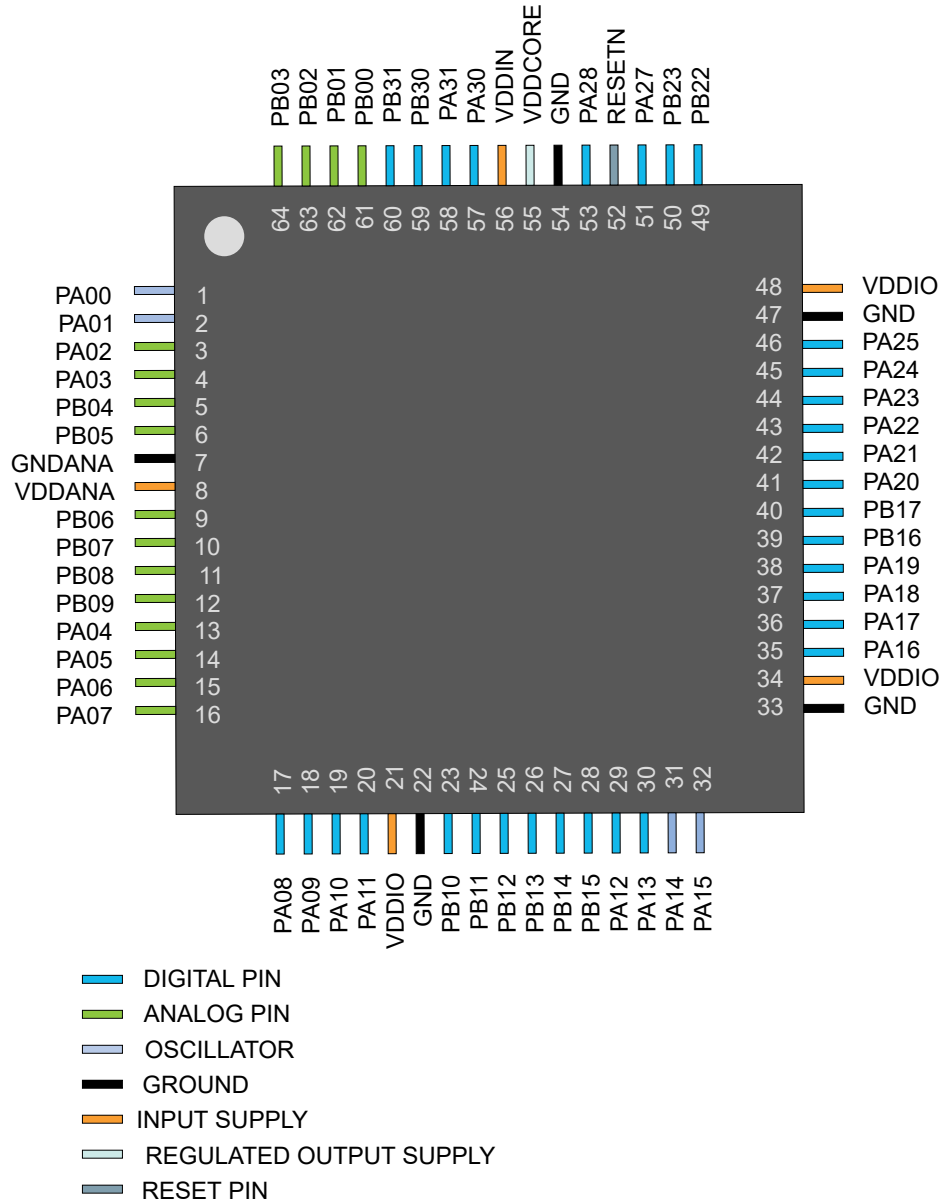 PB03 PB02 PB01 PB00 PB31 PB30 PA31 PA30 VDDIN VDDCORE GND PA28 RESETN PA27 PB23 PB22
64 63 62 61 60 59 58 57 56 55 54 53 52 51 50 49
PA00 1
PA01 2
PA02 3
PA03 4
PB04 5
PB05 6
GNDANA 7
VDDANA 8
PB06 9
PB07 10
PB08 11
PB09 12
PA04 13
PA05 14
PA06 15
PA07 16
48 VDDIO
47 GND
46 PA25
45 PA24
44 PA23
43 PA22
42 PA21
41 PA20
40 PB17
39 PB16
38 PA19
37 PA18
36 PA17
35 PA16
34 VDDIO
33 GND
17 18 19 20 21 22 23 24 25 26 27 28 29 30 31 32
PA08 PA09 PA10 PA11 VDDIO GND PB10 PB11 PB12 PB13 PB14 PB15 PA12 PA13 PA14 PA15
DIGITAL PIN
ANALOG PIN
OSCILLATOR
GROUND
INPUT SUPPLY
REGULATED OUTPUT SUPPLY
RESET PIN